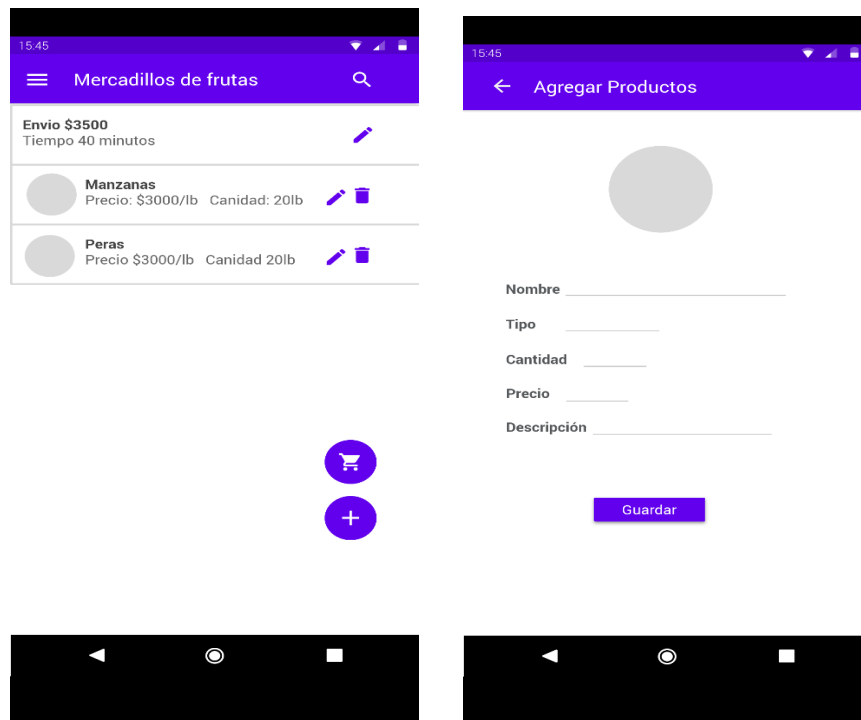 15:45
Mercadillos de frutas
Envio $3500
Tiempo 40 minutos
Manzanas
Precio: $3000/lb Canidad: 20lb
Peras
Precio $3000/lb Canidad 20lb
15:45
Agregar Productos
Nombre
Tipo
Cantidad
Precio
Descripción
Guardar